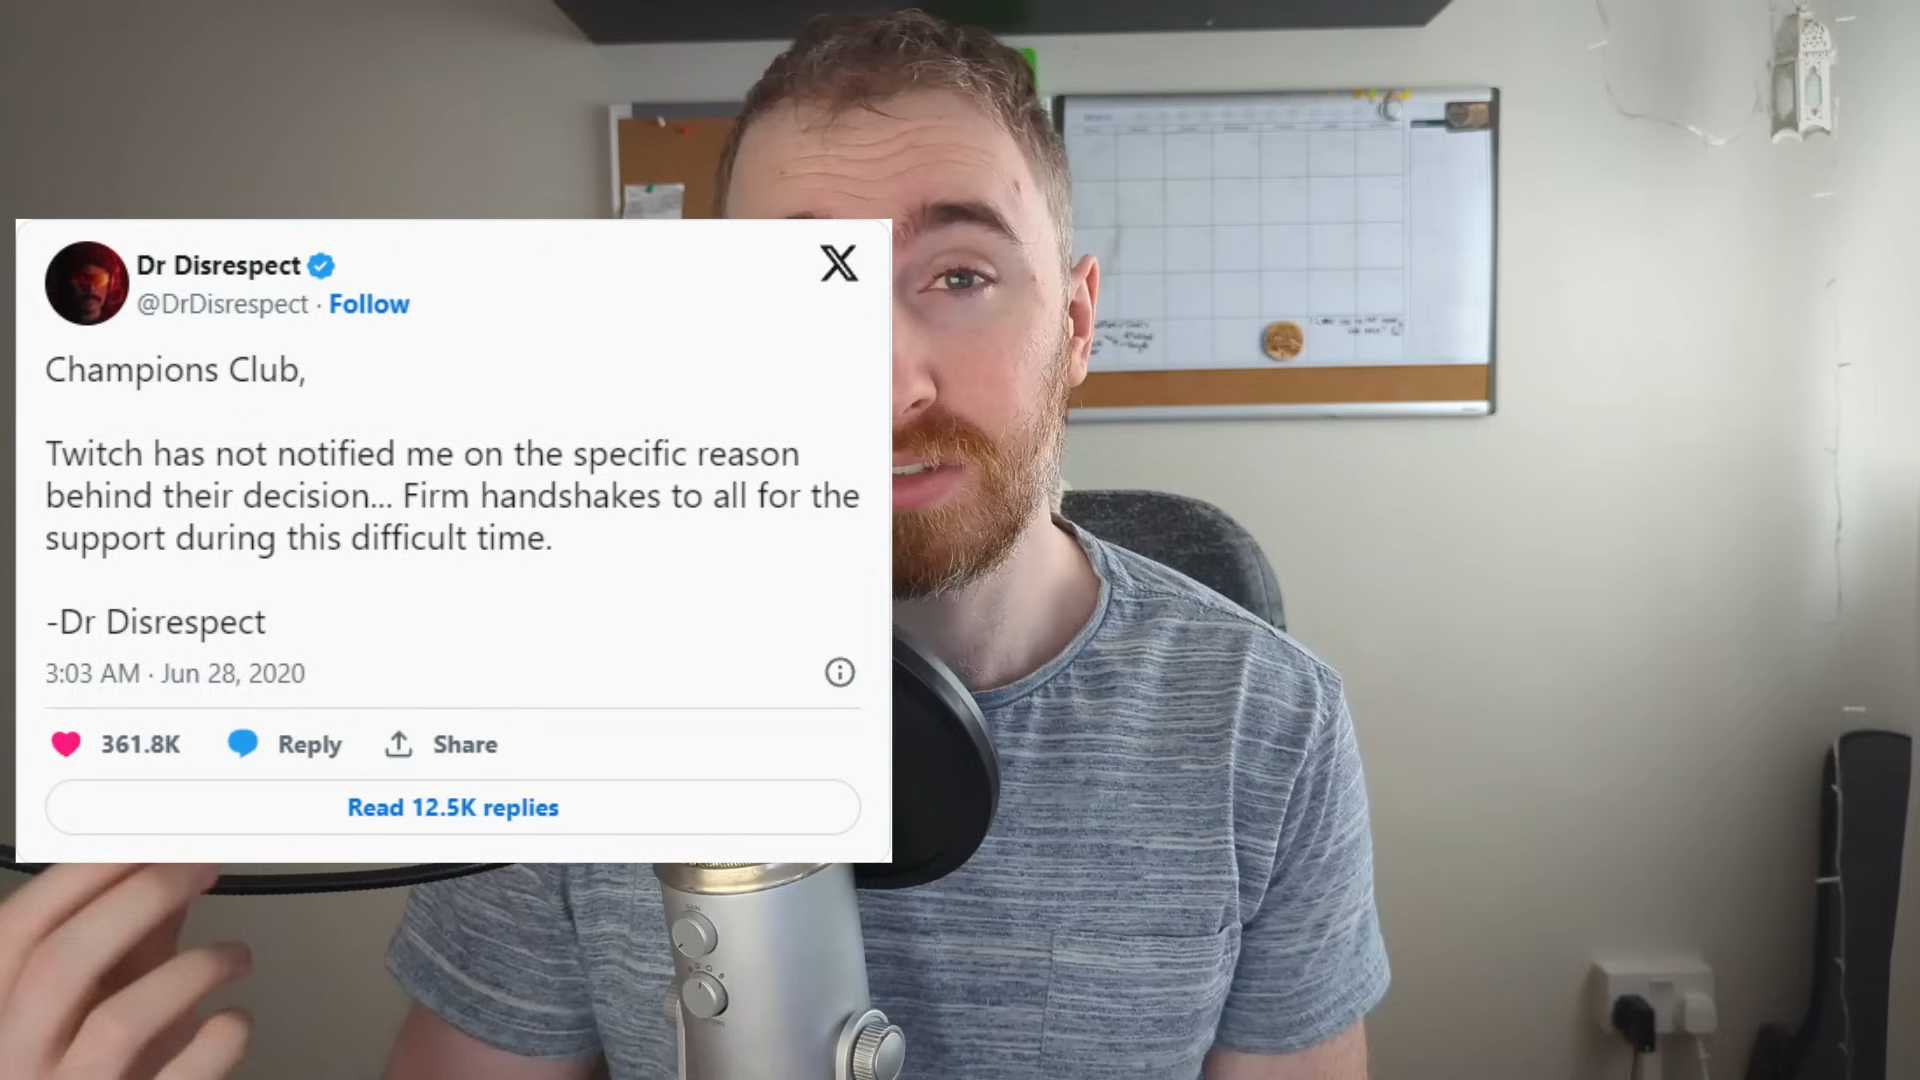 Dr Disrespect
@DrDisrespect · Follow
Champions Club,
Twitch has not notified me on the specific reason
behind their decision... Firm handshakes to all for the
support during this difficult time.
-Dr Disrespect
3:03 AM · Jun 28, 2020
361.8K Reply Share
Read 12.5K replies
GAIN